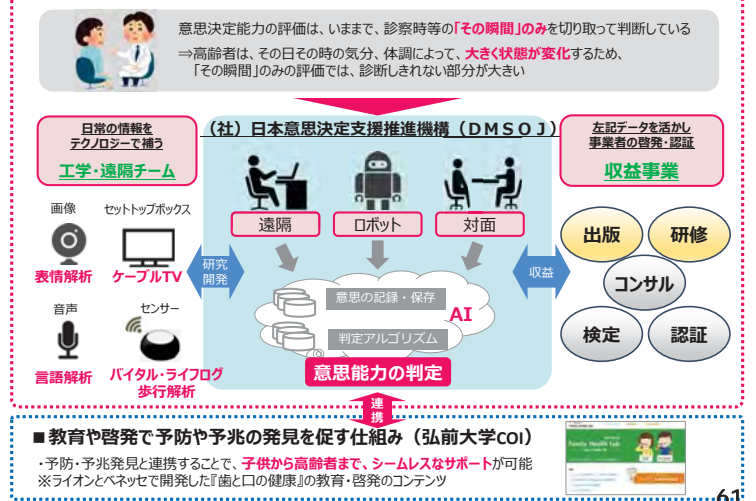 意思決定能力の評価は、いままで、診察時等の「その瞬間」のみを切り取って判断している
⇒高齢者は、その日その時の気分、体調によって、大きく状態が変化するため、
「その瞬間」のみの評価では、診断しきれない部分が大きい
日常の情報を
テクノロジーで補う
工学・遠隔チーム
（社）日本意思決定支援推進機構（DMSOJ）
左記データを活かし
事業者の啓発・認証
収益事業
画像
セットトップボックス
表情解析
ケーブルTV
音声
センサー
言語解析
バイタル・ライフログ
歩行解析
研究
開発
遠隔
ロボット
対面
意思の記録・保存
AI
判定アルゴリズム
意思能力の判定
収益
出版
研修
コンサル
検定
認証
連
携
■教育や啓発で予防や予兆の発見を促す仕組み（弘前大学COI）
・予防・予兆発見と連携することで、子供から高齢者まで、シームレスなサポートが可能
※ライオンとベネッセで開発した『歯と口の健康』の教育・啓発のコンテンツ
Family Health Lab
61